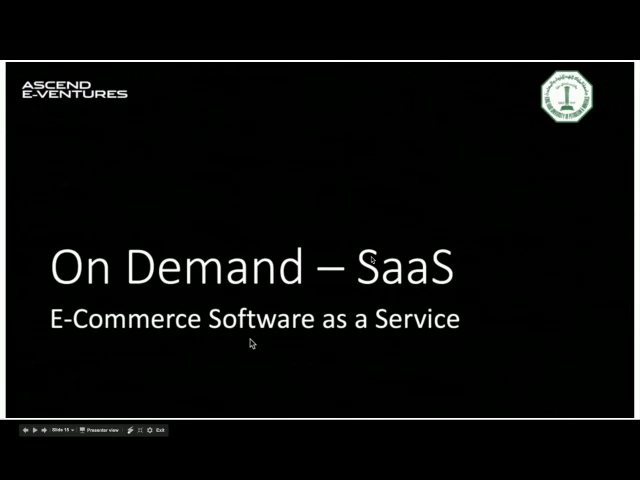 ASCEND
E-VENTURES
On Demand – SaaS
E-Commerce Software as a Service
Slide 15
Presenter view
Exit